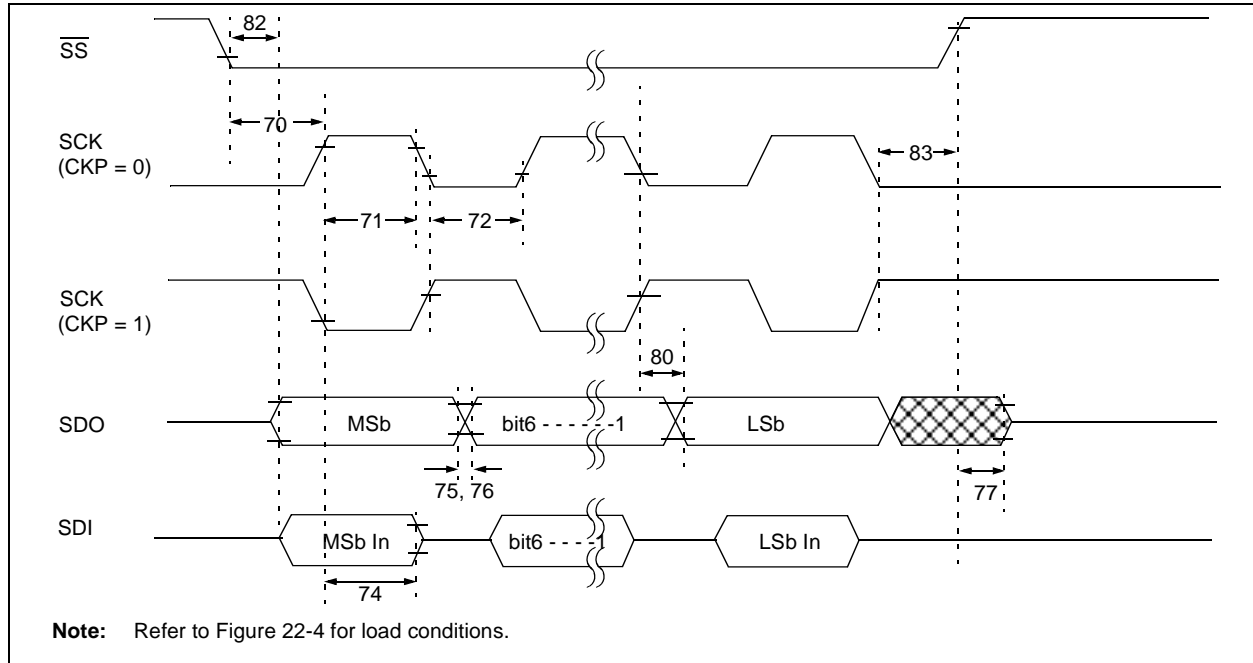 82
SS
70
SCK
(CKP = 0)
83
71
72
SCK
(CKP = 1)
80
SDO
MSb
bit6 - - - - - -1
LSb
75, 76
77
SDI
MSb In
bit6 - - - -1
LSb In
74
Note: Refer to Figure 22-4 for load conditions.